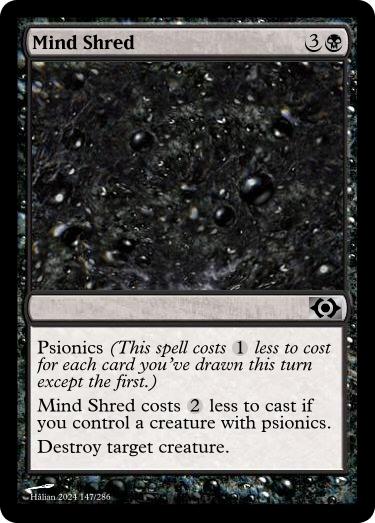 Mind Shred 3
Psionics (This spell costs 1 less to cost
for each card you've drawn this turn
except the first.)
Mind Shred costs 2 less to cast if
you control a creature with psionics.
Destroy target creature.
Hálian 2024 147/286